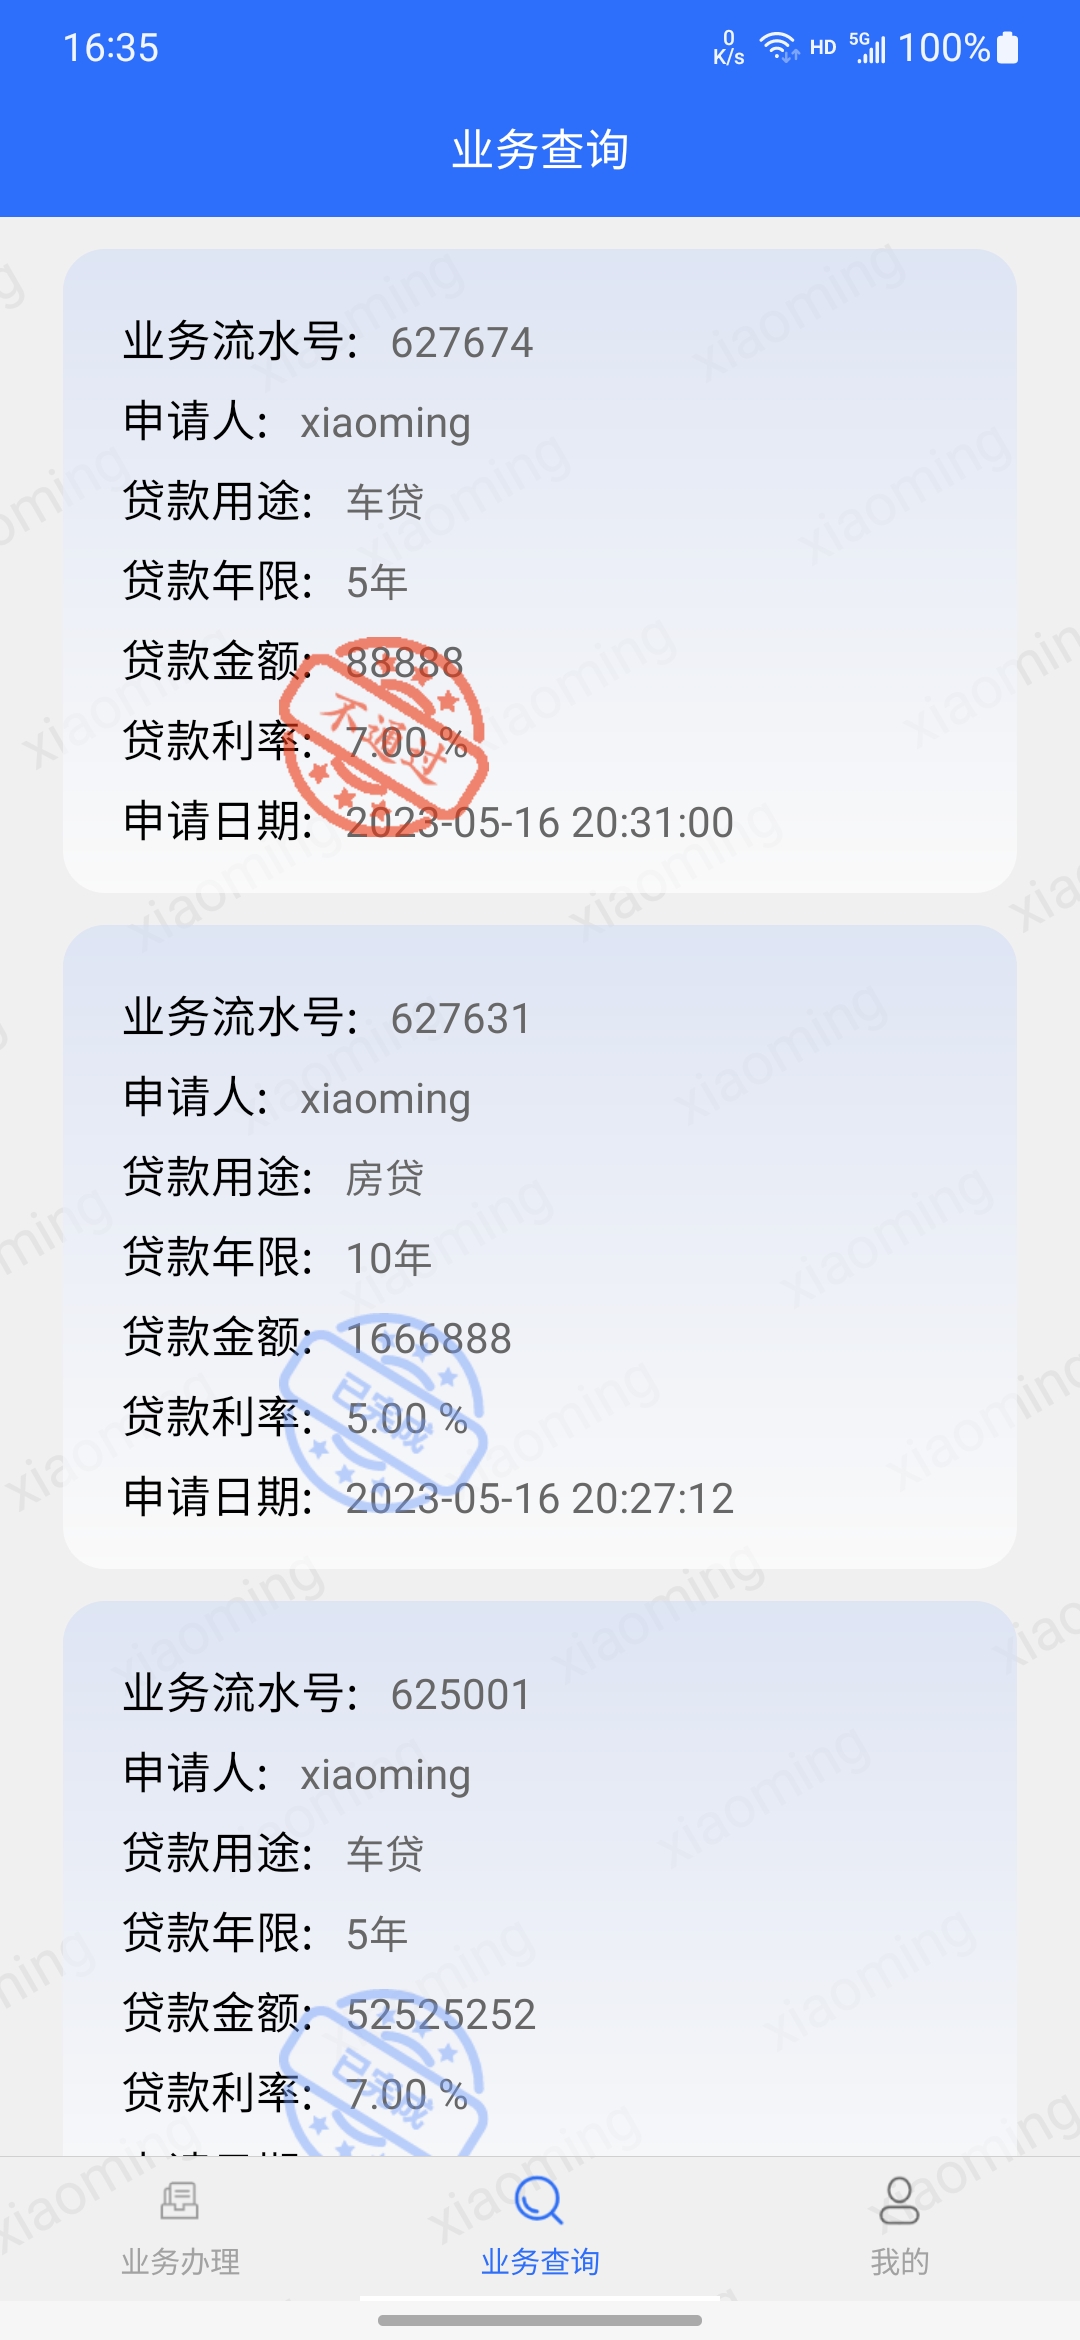 16:35
0
K/s
HD
5G
100%
业务查询
业务流水号: 627674
申请人: xiaoming
贷款用途: 车贷
贷款年限: 5年
贷款金额: 88888
贷款利率: 7.00 %
不通过
申请日期: 2023-05-16 20:31:00
业务流水号: 627631
申请人: xiaoming
贷款用途: 房贷
贷款年限: 10年
贷款金额: 1666888
贷款利率: 5.00 %
已完成
申请日期: 2023-05-16 20:27:12
业务流水号: 625001
申请人: xiaoming
贷款用途: 车贷
贷款年限: 5年
贷款金额: 52525252
贷款利率: 7.00 %
已完成
业务办理
业务查询
我的
xiaoming